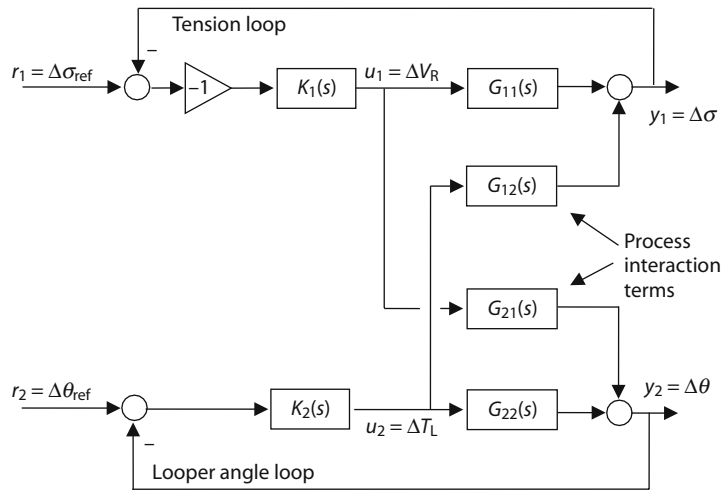 Tension loop
−
r1 = Δσref
−1
K1(s)
u1 = ΔVR
G11(s)
y1 = Δσ
G12(s)
Process
interaction
terms
G21(s)
r2 = Δθref
K2(s)
u2 = ΔTL
G22(s)
y2 = Δθ
−
Looper angle loop